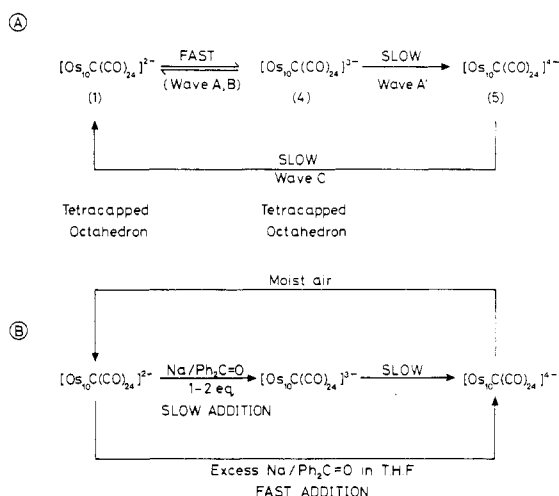 A
FAST SLOW
[Os10C(CO)24]2− [Os10C(CO)24]3− [Os10C(CO)24]4−
(Wave A,B) Wave A'
(1) (4) (5)
SLOW
Wave C
Tetracapped Tetracapped
Octahedron Octahedron
Moist air
B
Na/Ph2C=O SLOW
[Os10C(CO)24]2− [Os10C(CO)24]3− [Os10C(CO)24]4−
1-2 eq.
SLOW ADDITION
Excess Na/Ph2C=O in T.H.F
FAST ADDITION